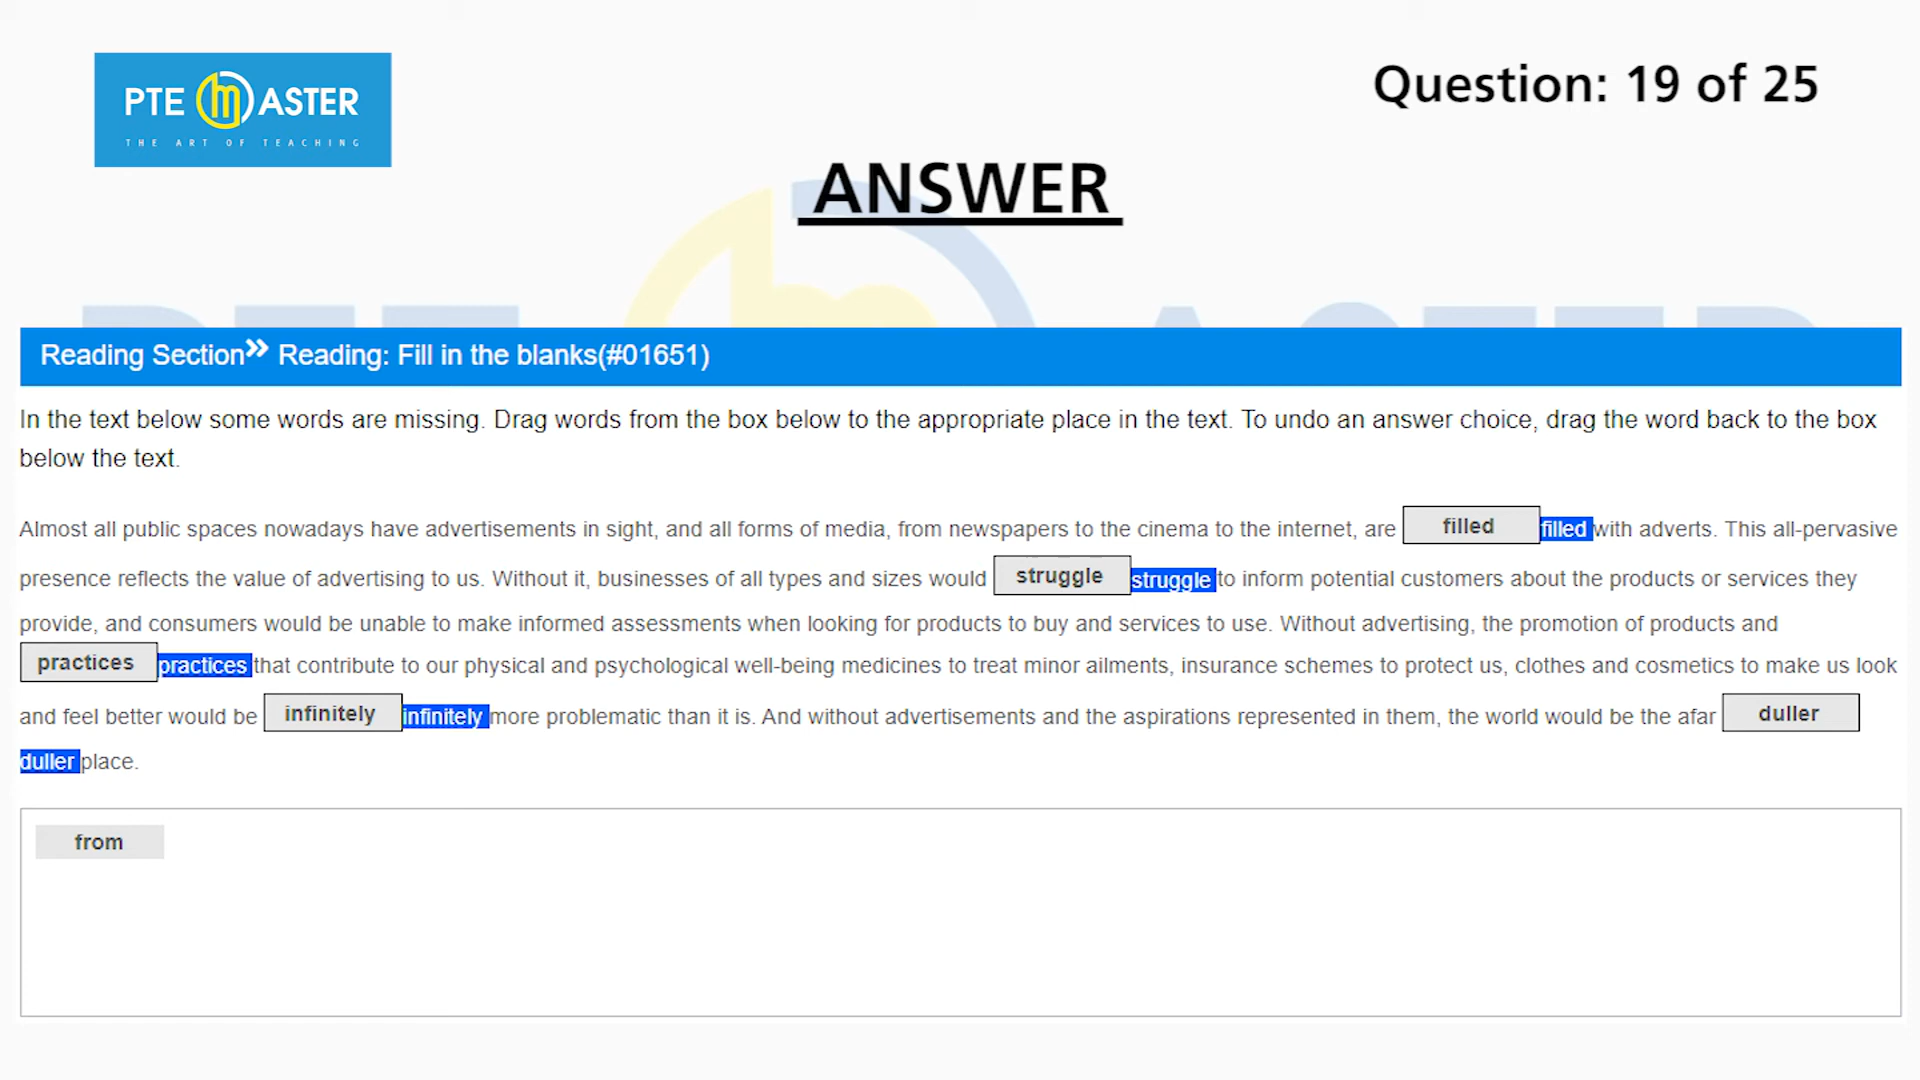 PTE MASTER
THE ART OF TEACHING
Question: 19 of 25
ANSWER
Reading Section» Reading: Fill in the blanks(#01651)
In the text below some words are missing. Drag words from the box below to the appropriate place in the text. To undo an answer choice, drag the word back to the box
below the text.
Almost all public spaces nowadays have advertisements in sight, and all forms of media, from newspapers to the cinema to the internet, are filled filled with adverts. This all-pervasive
presence reflects the value of advertising to us. Without it, businesses of all types and sizes would struggle struggle to inform potential customers about the products or services they
provide, and consumers would be unable to make informed assessments when looking for products to buy and services to use. Without advertising, the promotion of products and
practices practices that contribute to our physical and psychological well-being medicines to treat minor ailments, insurance schemes to protect us, clothes and cosmetics to make us look
and feel better would be infinitely infinitely more problematic than it is. And without advertisements and the aspirations represented in them, the world would be the afar duller
duller place.
from